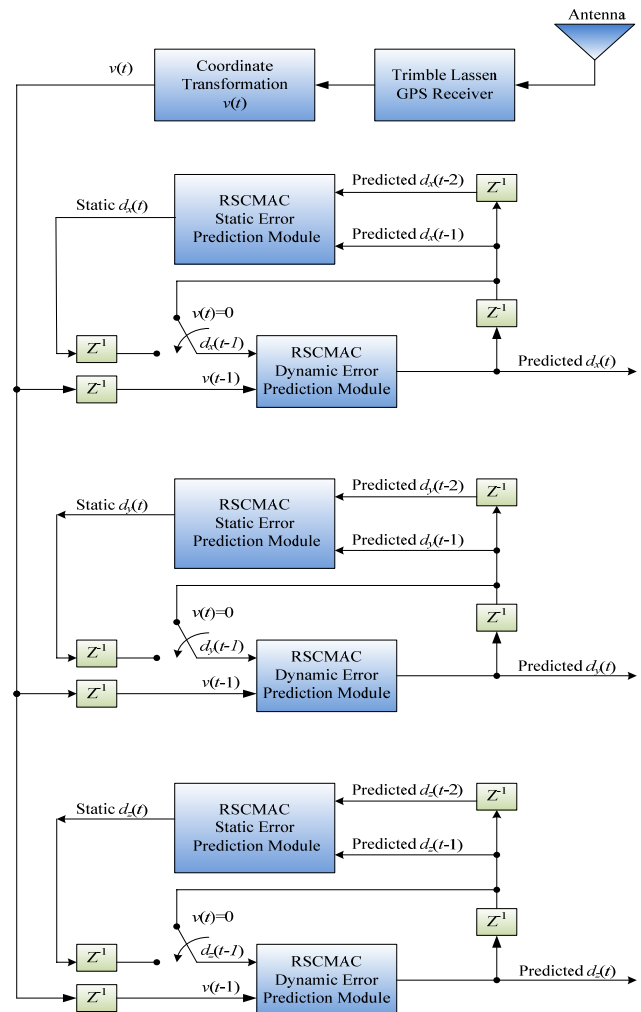 Antenna
v(t)
Coordinate
Transformation
v(t)
Trimble Lassen
GPS Receiver
Static dx(t)
RSCMAC
Static Error
Prediction Module
Predicted dx(t-2)
Z-1
Predicted dx(t-1)
v(t)=0
Z-1
Z-1
dx(t-1)
RSCMAC
Dynamic Error
Prediction Module
Predicted dx(t)
Z-1
v(t-1)
Static dy(t)
RSCMAC
Static Error
Prediction Module
Predicted dy(t-2)
Z-1
Predicted dy(t-1)
v(t)=0
Z-1
Z-1
dy(t-1)
RSCMAC
Dynamic Error
Prediction Module
Predicted dy(t)
Z-1
v(t-1)
Static dz(t)
RSCMAC
Static Error
Prediction Module
Predicted dz(t-2)
Z-1
Predicted dz(t-1)
v(t)=0
Z-1
Z-1
dz(t-1)
RSCMAC
Dynamic Error
Prediction Module
Predicted dz(t)
Z-1
v(t-1)